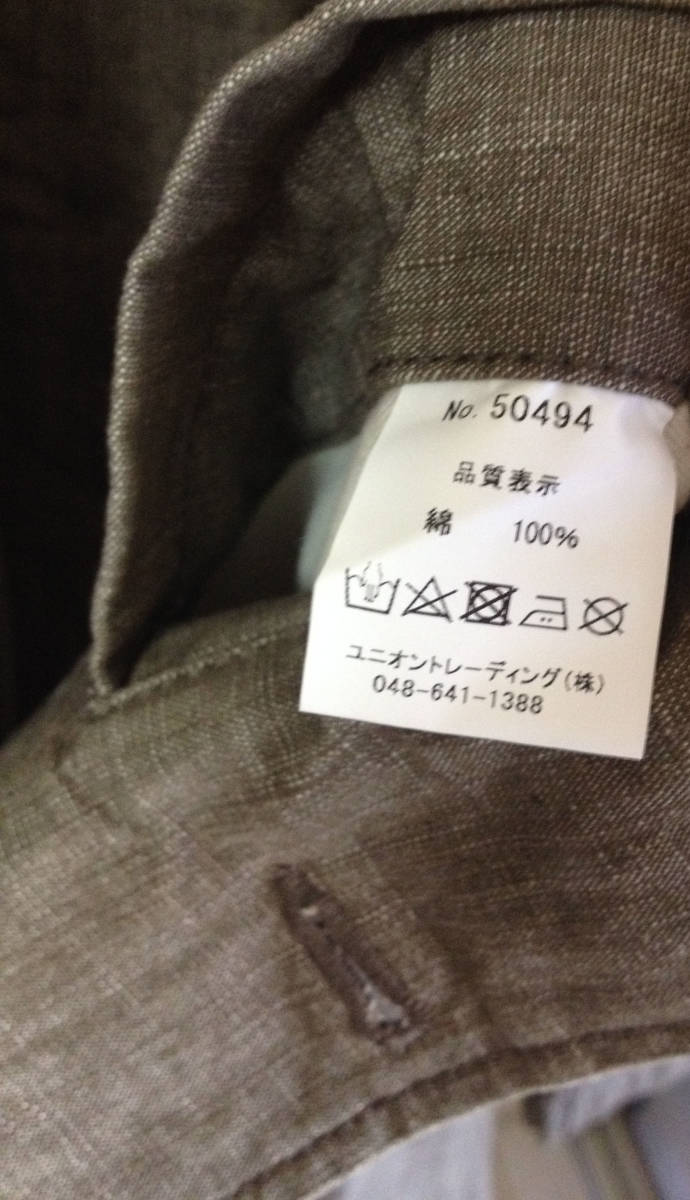 No. 50494
品質表示
綿 100%
ユニオントレーディング(株)
048-641-1388